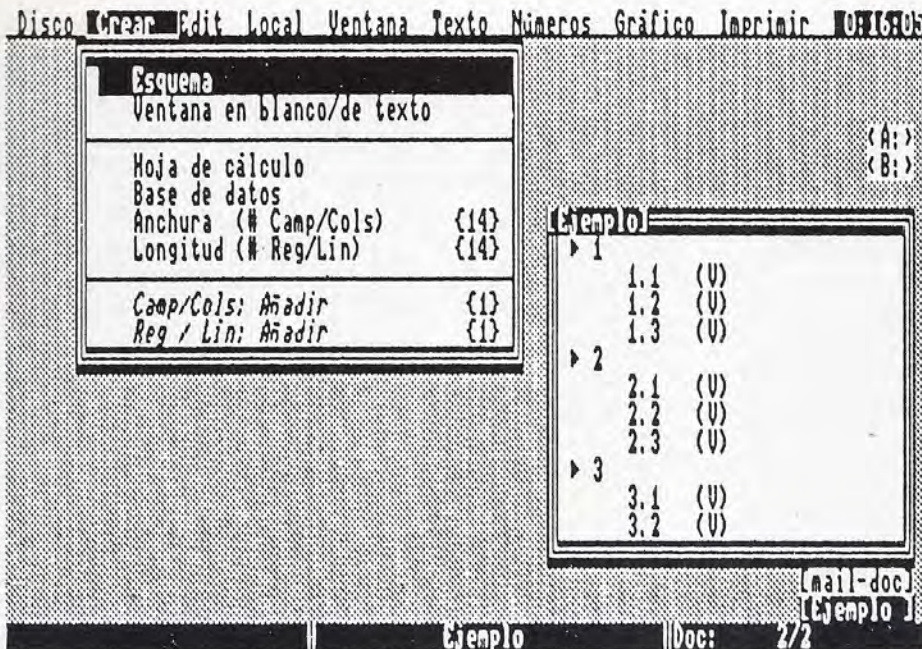 Disco Crear Edit Local Ventana Texto Números Gráfico Imprimir
Esquema
Ventana en blanco/de texto
Hoja de cálculo
Base de datos
Anchura (# Camp/Cols) {14}
Longitud (# Reg/Lin) {14}
Camp/Cols: Añadir {1}
Reg / Lin: Añadir {1}
<A:>
<B:>
[Ejemplo]
▶ 1
1.1 (V)
1.2 (V)
1.3 (V)
▶ 2
2.1 (V)
2.2 (V)
2.3 (V)
▶ 3
3.1 (V)
3.2 (V)
[mail-doc]
[Ejemplo ]
Ejemplo Doc: 2/2